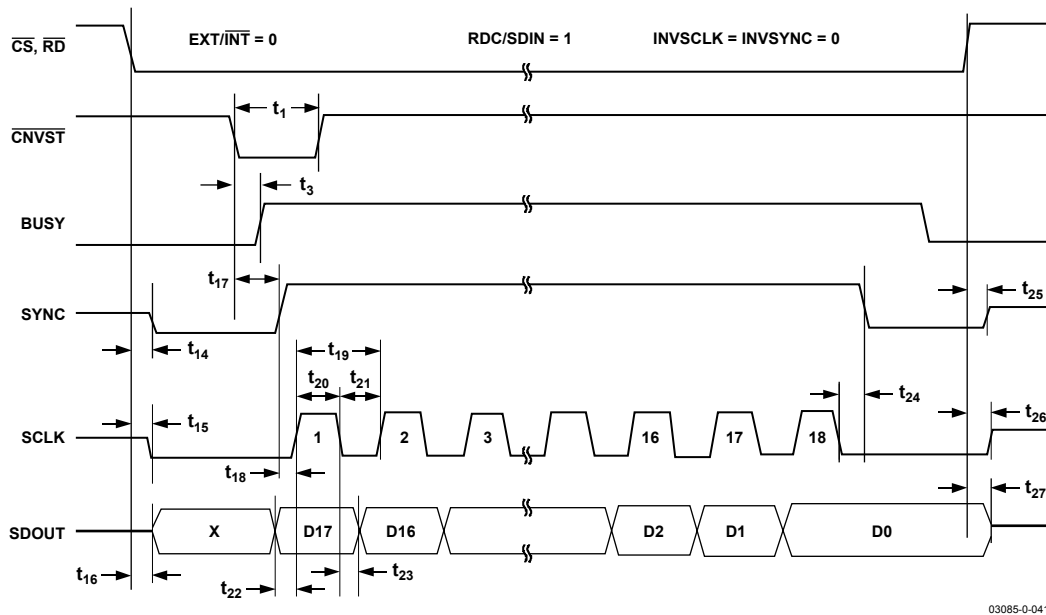 EXT/INT = 0 RDC/SDIN = 1 INVSCLK = INVSYNC = 0
CS, RD
t1
CNVST
t3
BUSY
t17
t25
SYNC
t14
t19
t20 t21
t24
t15
t26
SCLK
1 2 3 16 17 18
t18
t27
SDOUT
X D17 D16 D2 D1 D0
t16
t22
t23
03085-0-041